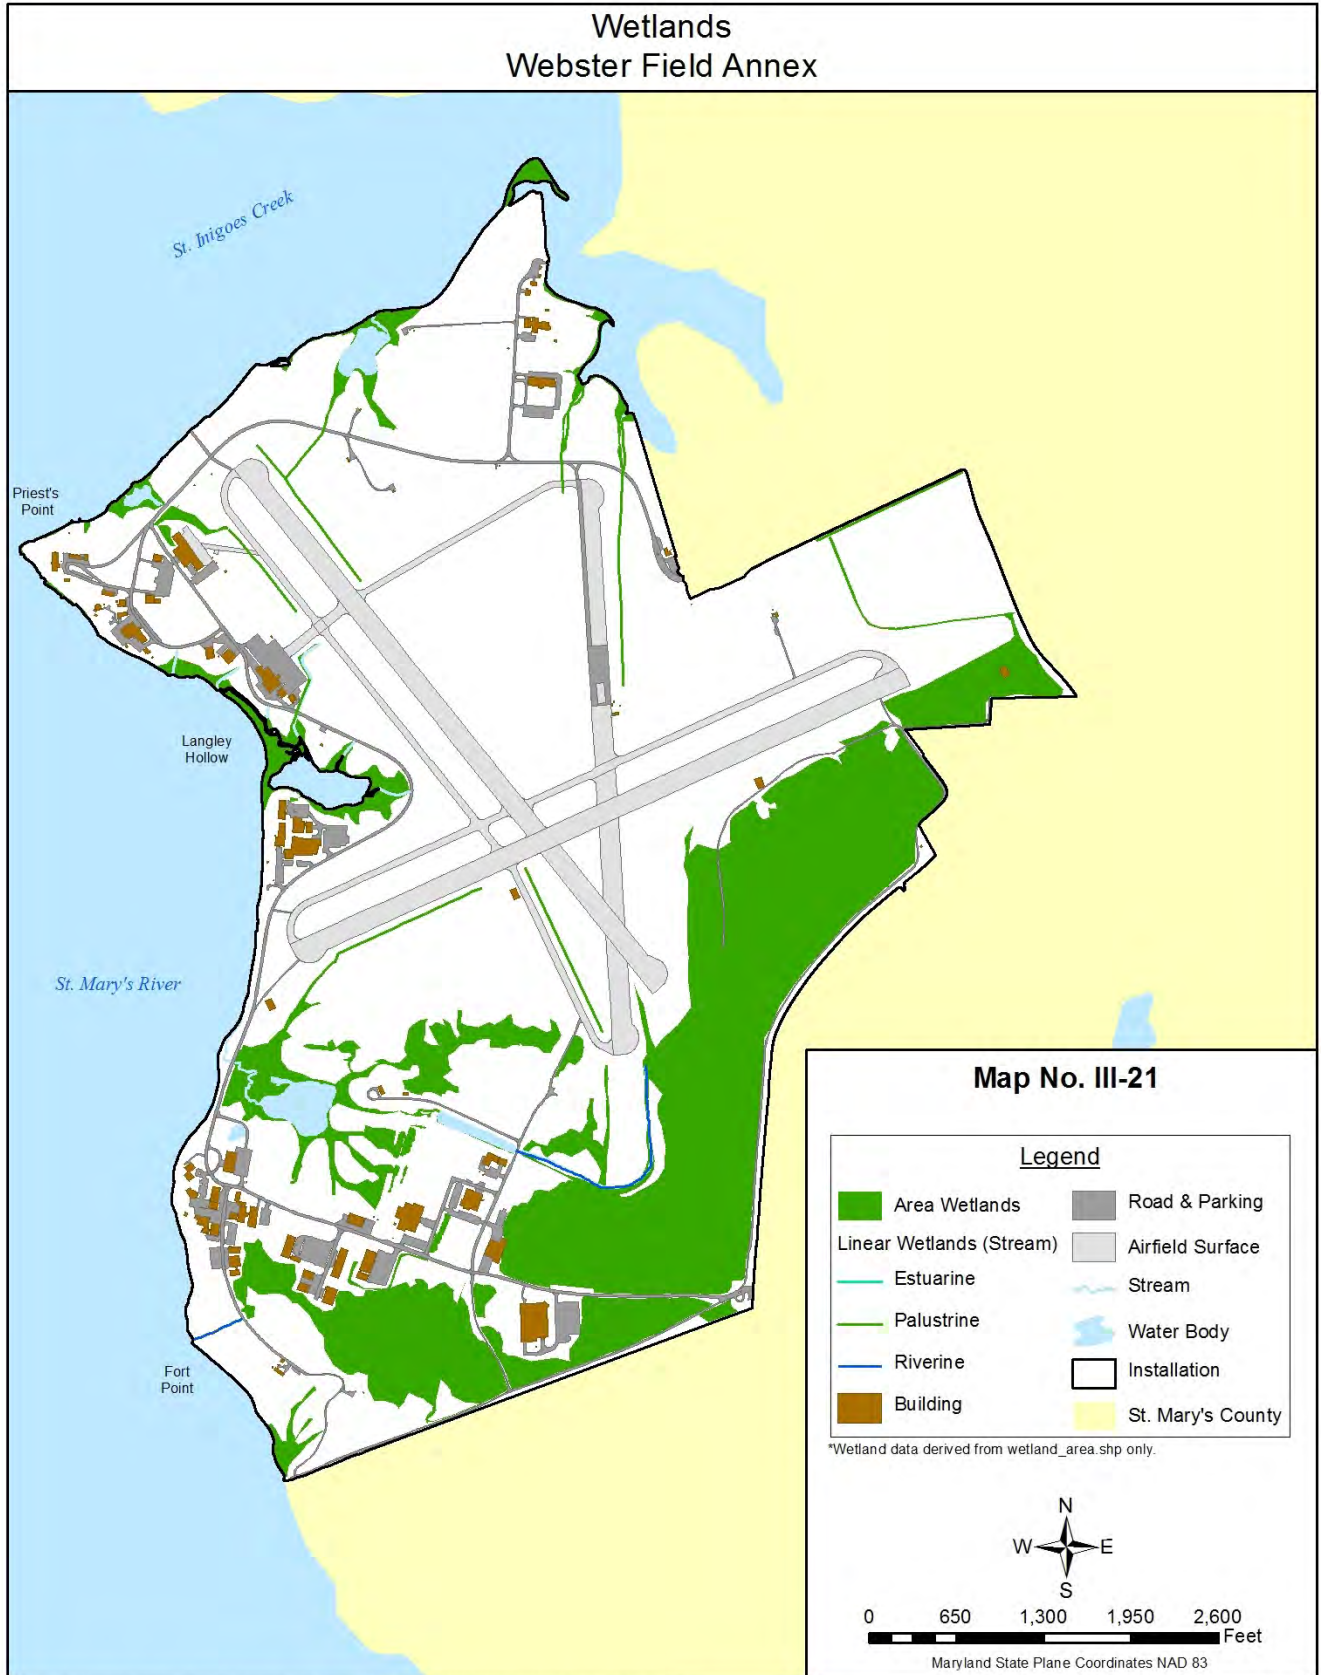 Wetlands
Webster Field Annex
St. Inigoes Creek
Priest's
Point
Langley
Hollow
St. Mary's River
Fort
Point
Map No. III-21
Legend
Area Wetlands
Linear Wetlands (Stream)
Estuarine
Palustrine
Riverine
Building
Road & Parking
Airfield Surface
Stream
Water Body
Installation
St. Mary's County
*Wetland data derived from wetland_area.shp only.
N
W E
S
0 650 1,300 1,950 2,600
Feet
Maryland State Plane Coordinates NAD 83